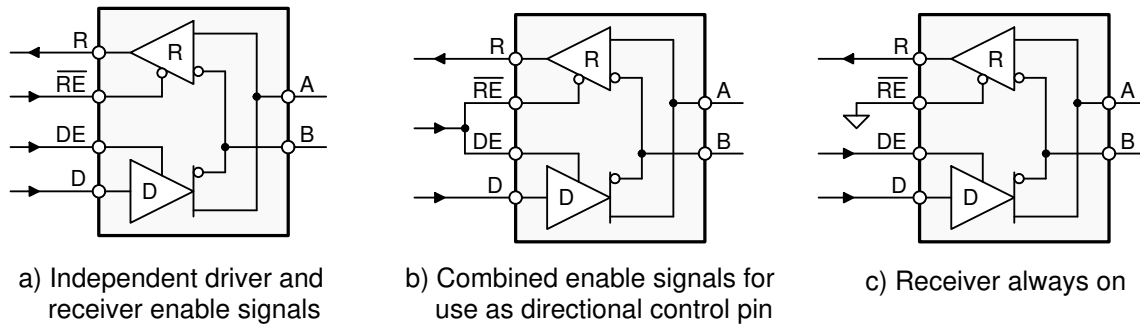 R
R
RE
A
DE
B
D
D
a) Independent driver and
receiver enable signals
R
R
RE
A
DE
B
D
D
b) Combined enable signals for
use as directional control pin
R
R
RE
A
DE
B
D
D
c) Receiver always on